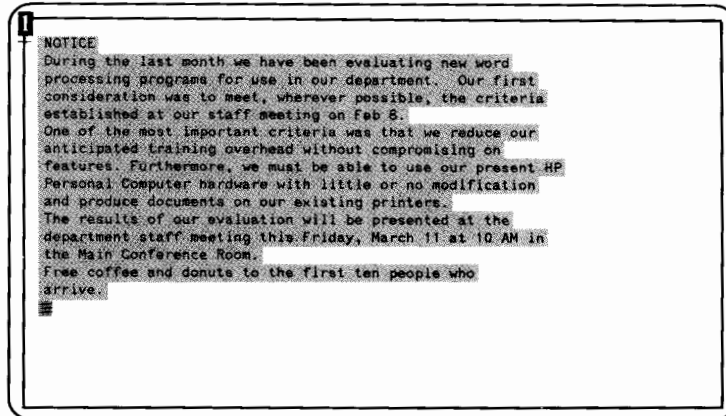 1
NOTICE
During the last month we have been evaluating new word
processing programs for use in our department. Our first
consideration was to meet, wherever possible, the criteria
established at our staff meeting on Feb 8.
One of the most important criteria was that we reduce our
anticipated training overhead without compromising on
features. Furthermore, we must be able to use our present HP
Personal Computer hardware with little or no modification
and produce documents on our existing printers.
The results of our evaluation will be presented at the
department staff meeting this Friday, March 11 at 10 AM in
the Main Conference Room.
Free coffee and donuts to the first ten people who
arrive.